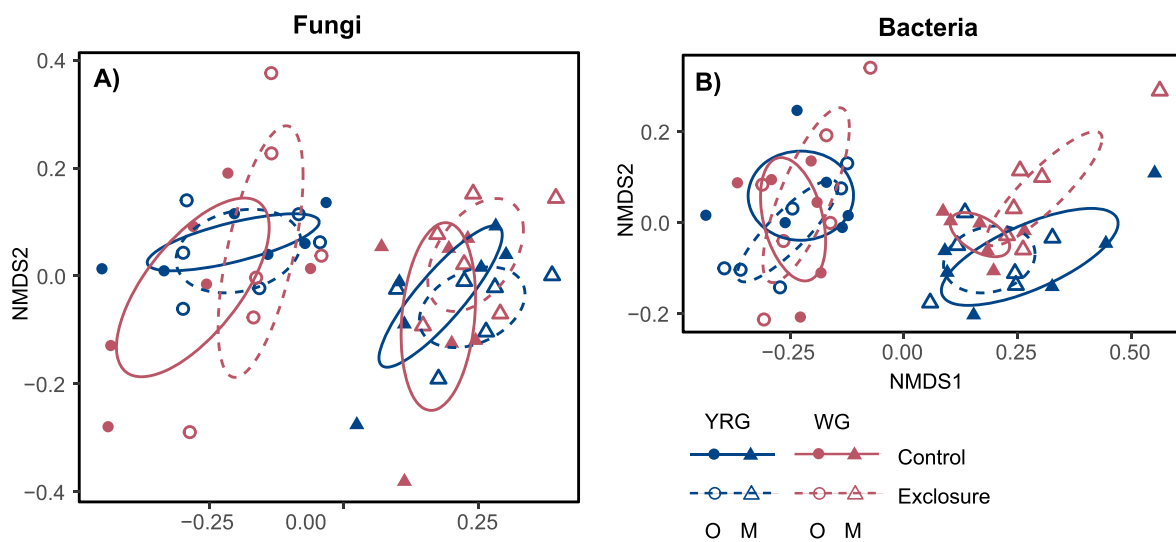 Fungi
Bacteria
A)
B)
NMDS2
0.4
0.2
0.0
−0.2
−0.4
−0.25
0.00
0.25
NMDS2
0.2
0.0
−0.2
−0.25
0.00
0.25
0.50
NMDS1
YRG WG
Control
Exclosure
O M O M